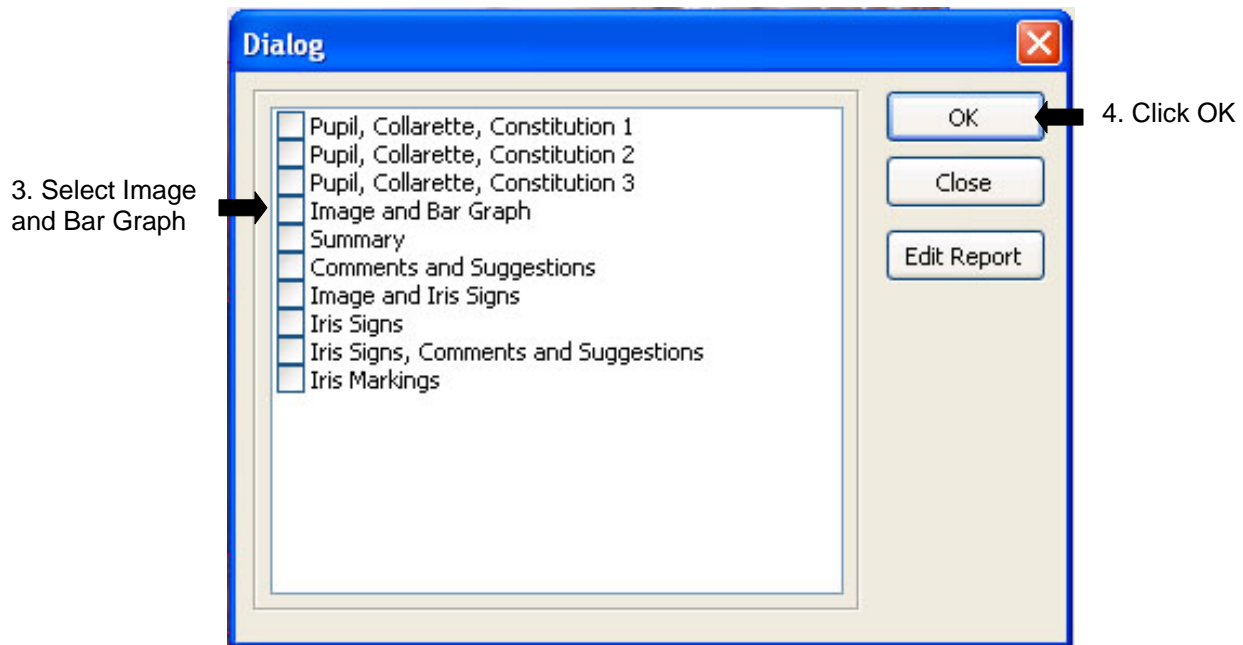 Dialog
Pupil, Collarette, Constitution 1
Pupil, Collarette, Constitution 2
Pupil, Collarette, Constitution 3
Image and Bar Graph
Summary
Comments and Suggestions
Image and Iris Signs
Iris Signs
Iris Signs, Comments and Suggestions
Iris Markings
OK
Close
Edit Report
3. Select Image
and Bar Graph
4. Click OK